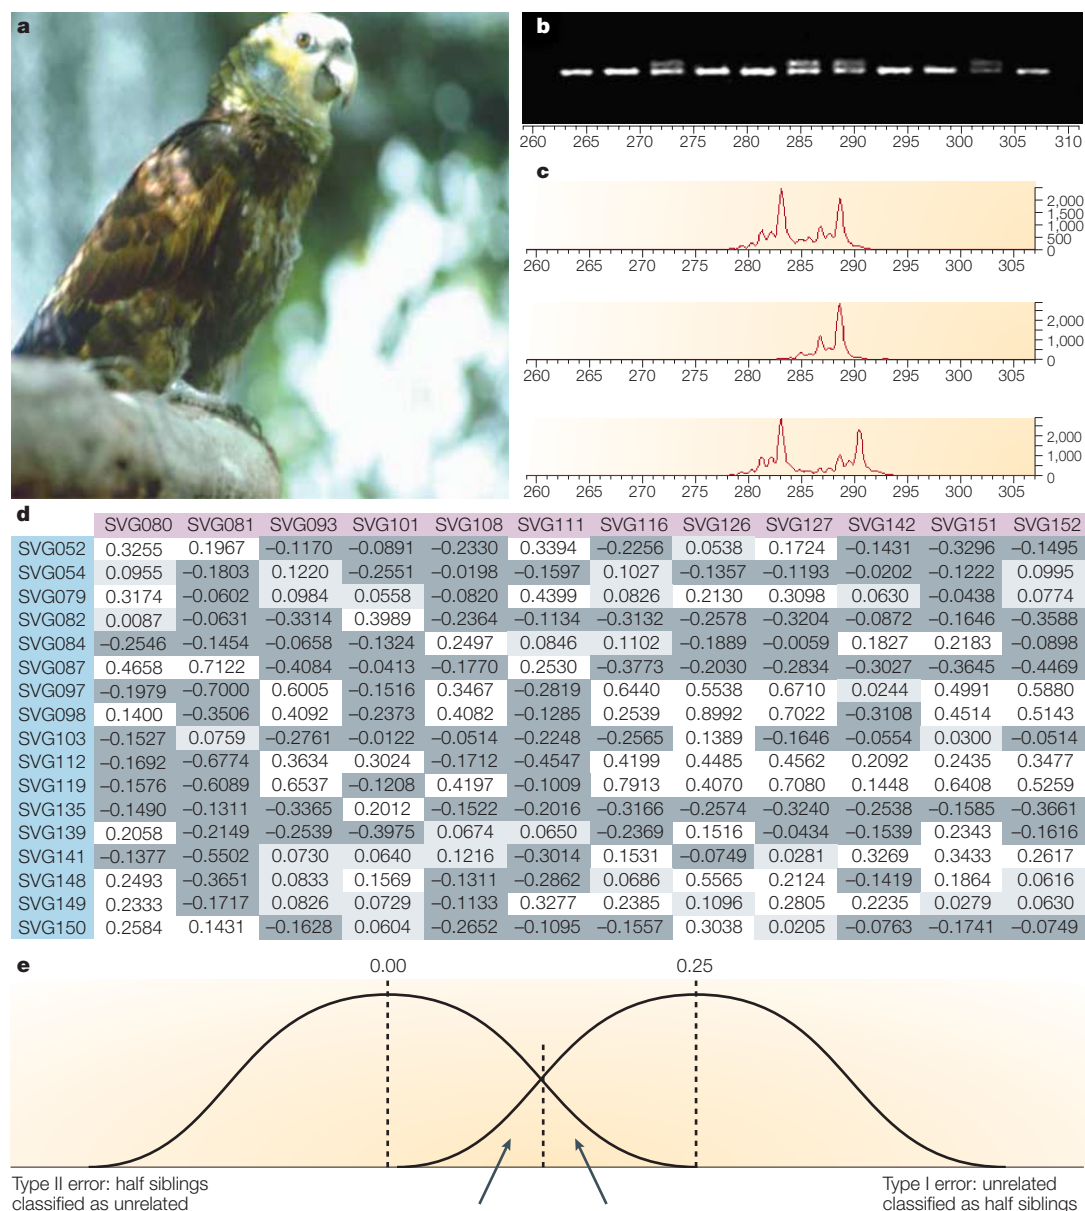 a
b
260 265 270 275 280 285 290 295 300 305 310
c
2,000
1,500
1,000
500
0
260 265 270 275 280 285 290 295 300 305
2,000
1,000
0
260 265 270 275 280 285 290 295 300 305
2,000
1,000
0
d
SVG080 SVG081 SVG093 SVG101 SVG108 SVG111 SVG116 SVG126 SVG127 SVG142 SVG151 SVG152
SVG052 0.3255 0.1967 –0.1170 –0.0891 –0.2330 0.3394 –0.2256 0.0538 0.1724 –0.1431 –0.3296 –0.1495
SVG054 0.0955 –0.1803 0.1220 –0.2551 –0.0198 –0.1597 0.1027 –0.1357 –0.1193 –0.0202 –0.1222 0.0995
SVG079 0.3174 –0.0602 0.0984 0.0558 –0.0820 0.4399 0.0826 0.2130 0.3098 0.0630 –0.0438 0.0774
SVG082 0.0087 –0.0631 –0.3314 0.3989 –0.2364 –0.1134 –0.3132 –0.2578 –0.3204 –0.0872 –0.1646 –0.3588
SVG084 –0.2546 –0.1454 –0.0658 –0.1324 0.2497 0.0846 0.1102 –0.1889 –0.0059 0.1827 0.2183 –0.0898
SVG087 0.4658 0.7122 –0.4084 –0.0413 –0.1770 0.2530 –0.3773 –0.2030 –0.2834 –0.3027 –0.3645 –0.4469
SVG097 –0.1979 –0.7000 0.6005 –0.1516 0.3467 –0.2819 0.6440 0.5538 0.6710 0.0244 0.4991 0.5880
SVG098 0.1400 –0.3506 0.4092 –0.2373 0.4082 –0.1285 0.2539 0.8992 0.7022 –0.3108 0.4514 0.5143
SVG103 –0.1527 0.0759 –0.2761 –0.0122 –0.0514 –0.2248 –0.2565 0.1389 –0.1646 –0.0554 0.0300 –0.0514
SVG112 –0.1692 –0.6774 0.3634 0.3024 –0.1712 –0.4547 0.4199 0.4485 0.4562 0.2092 0.2435 0.3477
SVG119 –0.1576 –0.6089 0.6537 –0.1208 0.4197 –0.1009 0.7913 0.4070 0.7080 0.1448 0.6408 0.5259
SVG135 –0.1490 –0.1311 –0.3365 0.2012 –0.1522 –0.2016 –0.3166 –0.2574 –0.3240 –0.2538 –0.1585 –0.3661
SVG139 0.2058 –0.2149 –0.2539 –0.3975 0.0674 0.0650 –0.2369 0.1516 –0.0434 –0.1539 0.2343 –0.1616
SVG141 –0.1377 –0.5502 0.0730 0.0640 0.1216 –0.3014 0.1531 –0.0749 0.0281 0.3269 0.3433 0.2617
SVG148 0.2493 –0.3651 0.0833 0.1569 –0.1311 –0.2862 0.0686 0.5565 0.2124 –0.1419 0.1864 0.0616
SVG149 0.2333 –0.1717 0.0826 0.0729 –0.1133 0.3277 0.2385 0.1096 0.2805 0.2235 0.0279 0.0630
SVG150 0.2584 0.1431 –0.1628 0.0604 –0.2652 –0.1095 –0.1557 0.3038 0.0205 –0.0763 –0.1741 –0.0749
e
0.00 0.25
Type II error: half siblings
classified as unrelated
Type I error: unrelated
classified as half siblings